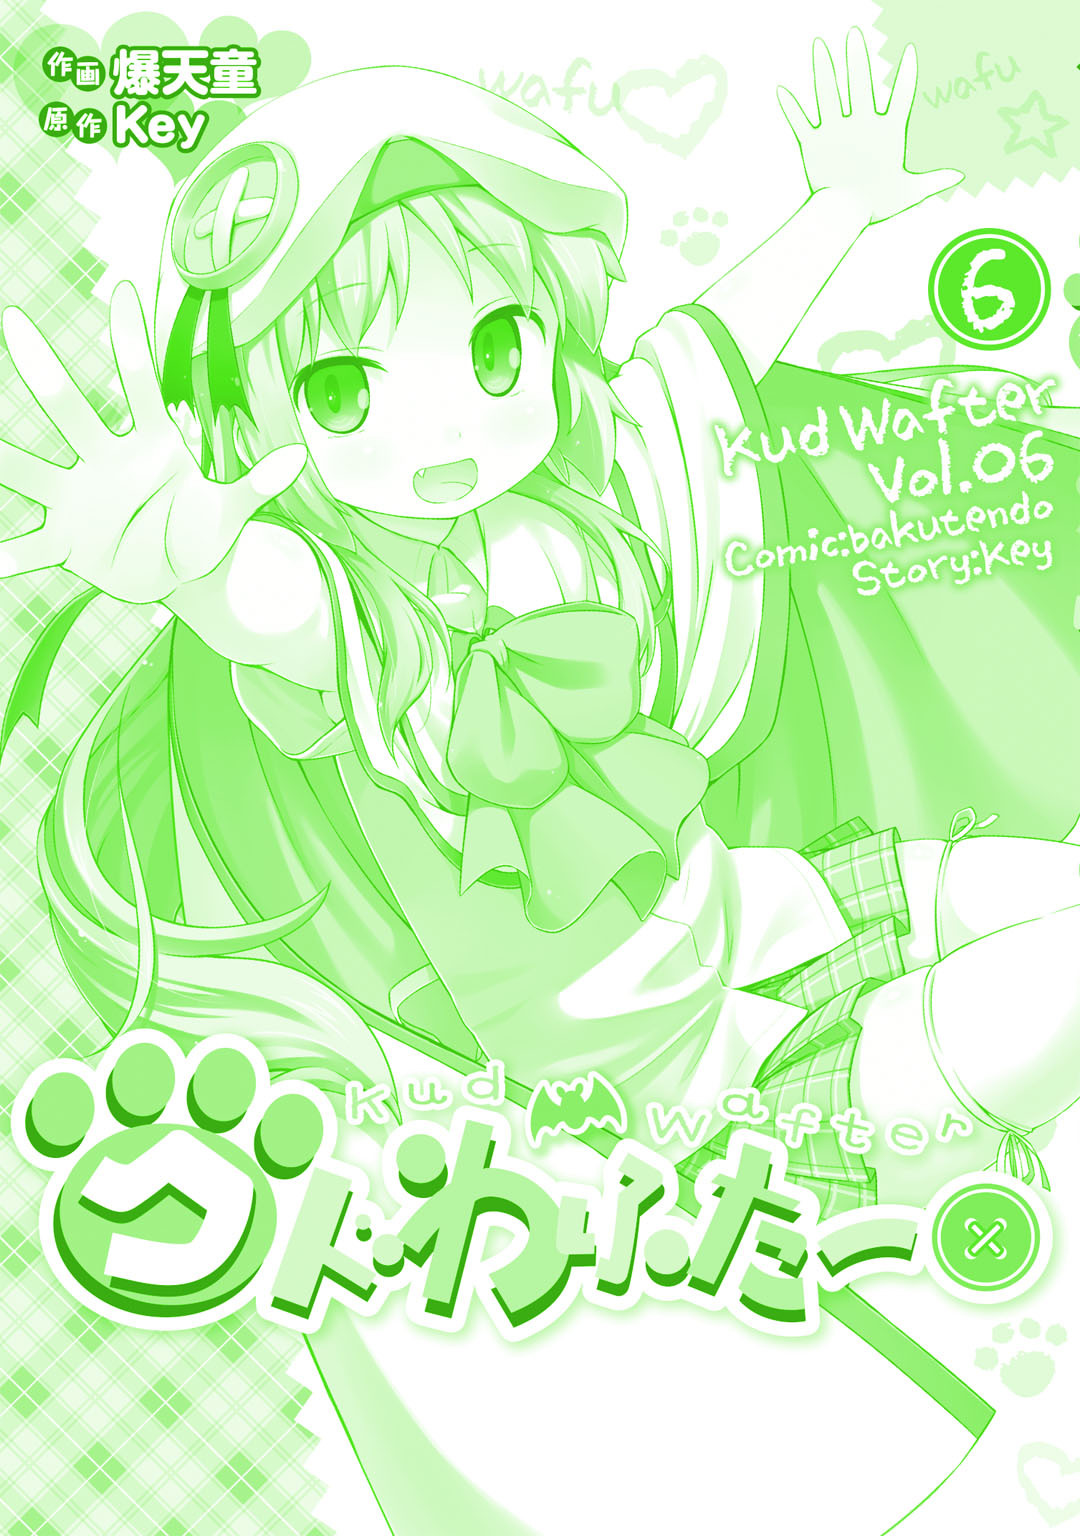 作画 爆天童
原作 Key
wafu
wafu
6
Kud Wafter
Vol.06
Comic:bakutendo
Story:Key
Kud Wafter
クドわふたー